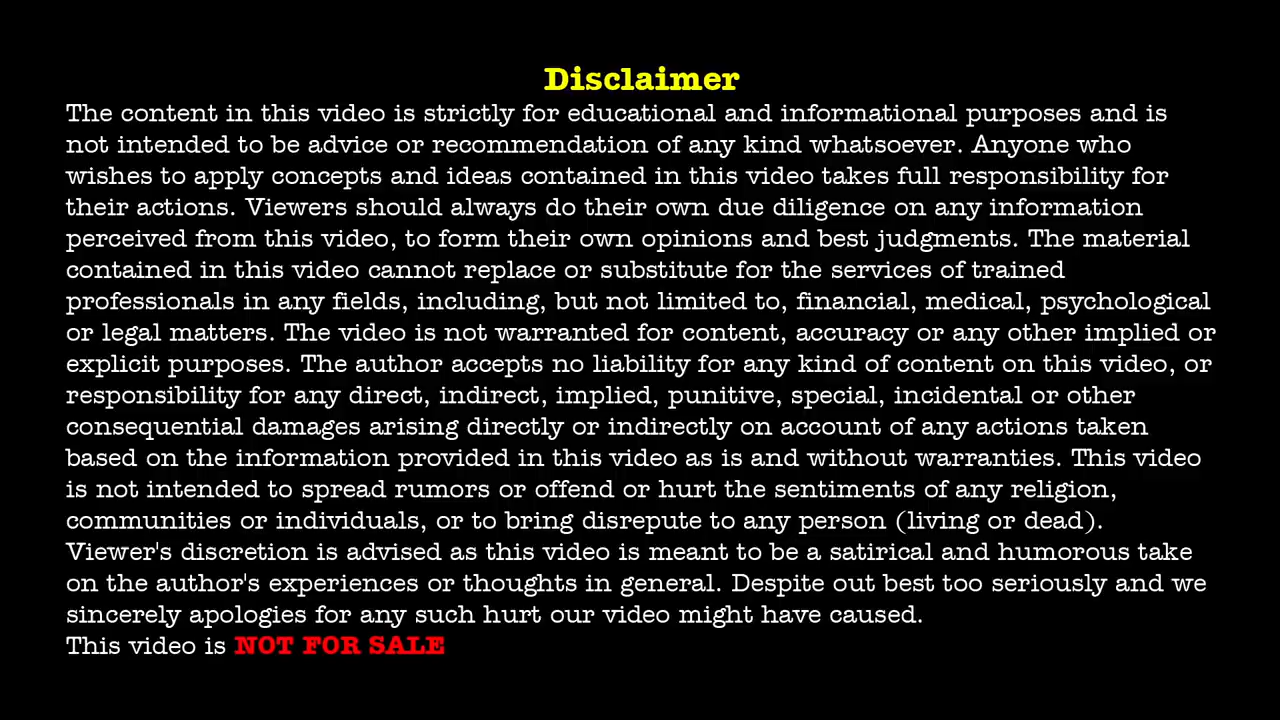 Disclaimer
The content in this video is strictly for educational and informational purposes and is
not intended to be advice or recommendation of any kind whatsoever. Anyone who
wishes to apply concepts and ideas contained in this video takes full responsibility for
their actions. Viewers should always do their own due diligence on any information
perceived from this video, to form their own opinions and best judgments. The material
contained in this video cannot replace or substitute for the services of trained
professionals in any fields, including, but not limited to, financial, medical, psychological
or legal matters. The video is not warranted for content, accuracy or any other implied or
explicit purposes. The author accepts no liability for any kind of content on this video, or
responsibility for any direct, indirect, implied, punitive, special, incidental or other
consequential damages arising directly or indirectly on account of any actions taken
based on the information provided in this video as is and without warranties. This video
is not intended to spread rumors or offend or hurt the sentiments of any religion,
communities or individuals, or to bring disrepute to any person (living or dead).
Viewer's discretion is advised as this video is meant to be a satirical and humorous take
on the author's experiences or thoughts in general. Despite out best too seriously and we
sincerely apologies for any such hurt our video might have caused.
This video is NOT FOR SALE